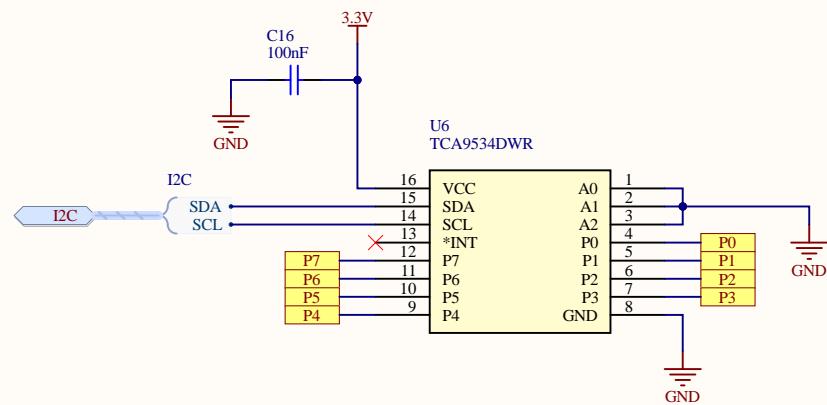 3.3V
C16
100nF
GND
U6
TCA9534DWR
I2C
I2C
SDA
SCL
16 VCC A0 1
15 SDA A1 2
14 SCL A2 3
13 *INT P0 4 P0
P7 12 P7 P1 5 P1
P6 11 P6 P2 6 P2
P5 10 P5 P3 7 P3
P4 9 P4 GND 8
GND
GND